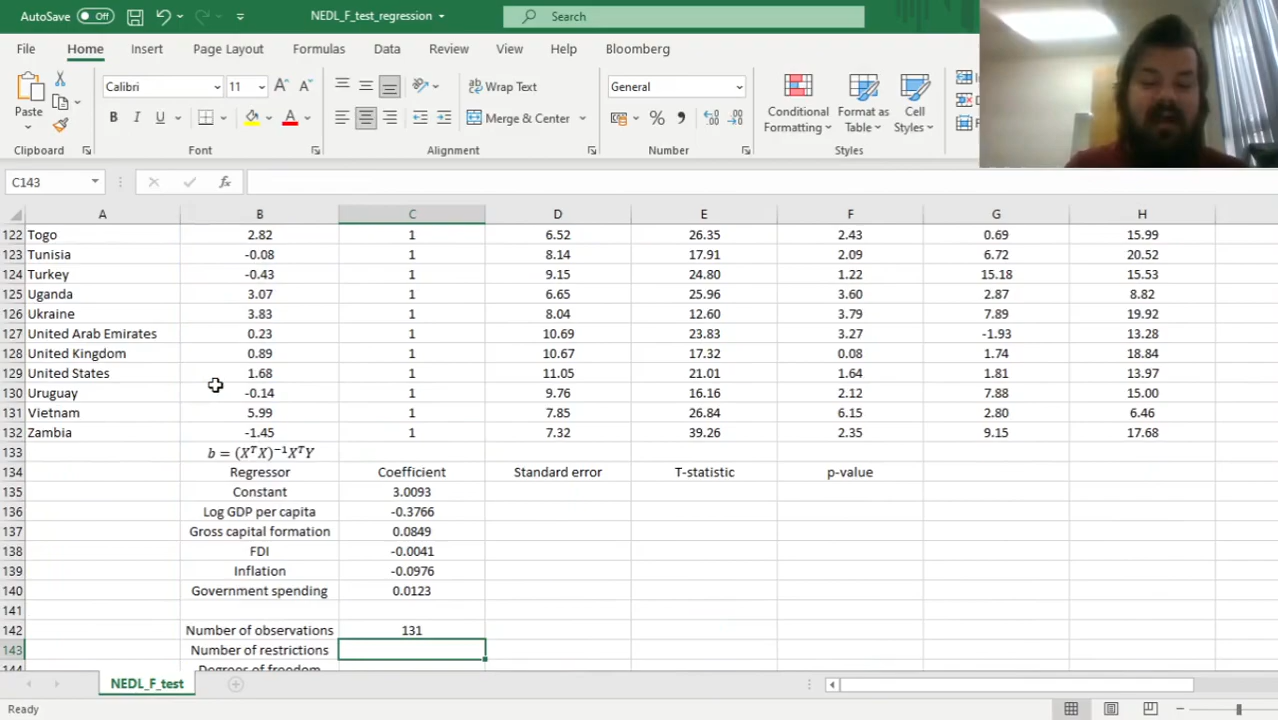 AutoSave Off NEDL_F_test_regression Search
File Home Insert Page Layout Formulas Data Review View Help Bloomberg
Calibri 11 Wrap Text General
Paste B I U A Merge & Center % Conditional Formatting Format as Table Cell Styles
Clipboard Font Alignment Number Styles
C143 fx
A B C D E F G H
122 Togo 2.82 1 6.52 26.35 2.43 0.69 15.99
123 Tunisia -0.08 1 8.14 17.91 2.09 6.72 20.52
124 Turkey -0.43 1 9.15 24.80 1.22 15.18 15.53
125 Uganda 3.07 1 6.65 25.96 3.60 2.87 8.82
126 Ukraine 3.83 1 8.04 12.60 3.79 7.89 19.92
127 United Arab Emirates 0.23 1 10.69 23.83 3.27 -1.93 13.28
128 United Kingdom 0.89 1 10.67 17.32 0.08 1.74 18.84
129 United States 1.68 1 11.05 21.01 1.64 1.81 13.97
130 Uruguay -0.14 1 9.76 16.16 2.12 7.88 15.00
131 Vietnam 5.99 1 7.85 26.84 6.15 2.80 6.46
132 Zambia -1.45 1 7.32 39.26 2.35 9.15 17.68
133 b = (XᵀX)⁻¹XᵀY
134 Regressor Coefficient Standard error T-statistic p-value
135 Constant 3.0093
136 Log GDP per capita -0.3766
137 Gross capital formation 0.0849
138 FDI -0.0041
139 Inflation -0.0976
140 Government spending 0.0123
141
142 Number of observations 131
143 Number of restrictions
144 Degrees of freedom
NEDL_F_test
Ready